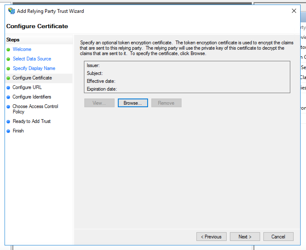 Add Relying Party Trust Wizard
Configure Certificate
Steps
Welcome
Select Data Source
Specify Display Name
Configure Certificate
Configure URL
Configure Identifiers
Choose Access Control
Policy
Ready to Add Trust
Finish
Specify an optional token encryption certificate. The token encryption certificate is used to encrypt the claims
that are sent to this relying party. The relying party will use the private key of this certificate to decrypt the
claims that are sent to it. To specify the certificate, click Browse.
Issuer:
Subject:
Effective date:
Expiration date:
View...
Browse...
Remove
< Previous
Next >
Cancel